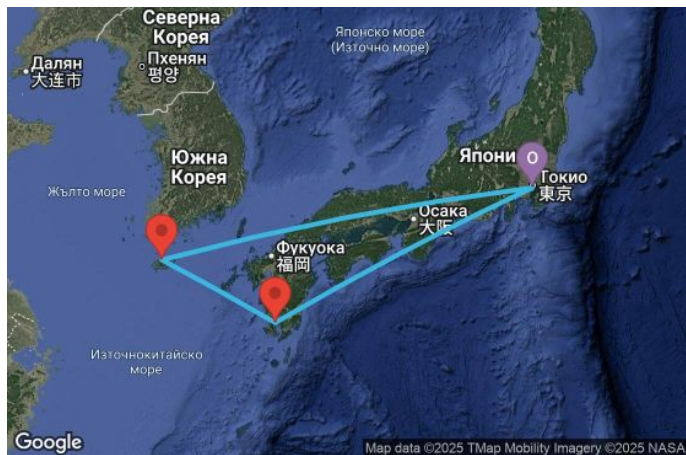 Северна
Корея
Японско море
(Източно море)
Далян
大连市
Пхенян
평양
Южна
Корея
Япони
O
Гокио
東京
Жълто море
Осака
大阪
Фукуока
福岡
Източнокитайско
море
Google
Map data ©2025 TMap Mobility Imagery ©2025 NASA